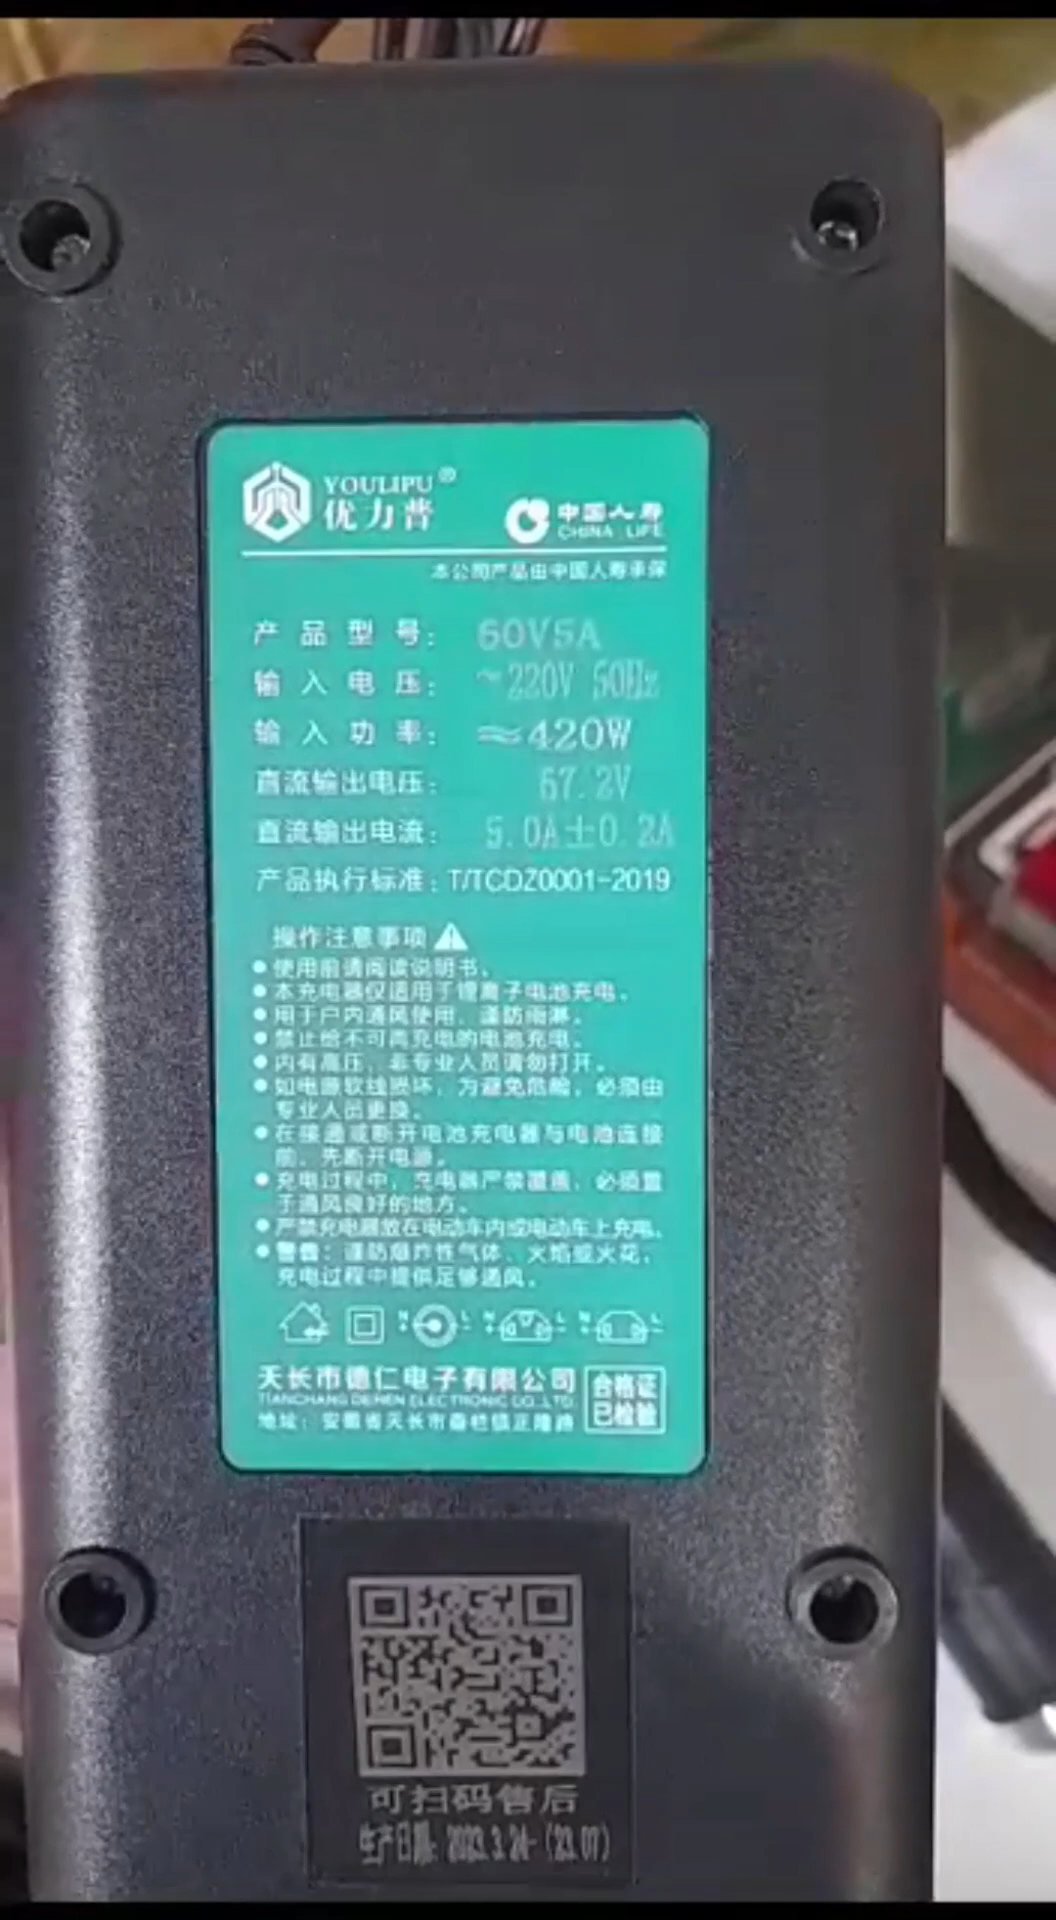 YOULIPU®
优力普
中国人寿
CHINA LIFE
本公司产品由中国人寿承保
产品型号: 60V5A
输入电压: ~220V 50Hz
输入功率: ≈420W
直流输出电压: 67.2V
直流输出电流: 5.0A±0.2A
产品执行标准: T/TCDZ0001-2019
操作注意事项
●使用前请阅读说明书。
●本充电器仅适用于锂离子电池充电。
●用于户内通风使用,谨防雨淋。
●禁止给不可再充电的电池充电。
●内有高压,非专业人员请勿打开。
●如电源软线损坏,为避免危险,必须由
专业人员更换。
●在接通或断开电池充电器与电池连接
前,先断开电源。
●充电过程中,充电器严禁覆盖,必须置
于通风良好的地方。
●严禁充电器放在电动车内或电动车上充电。
●警告:谨防爆炸性气体、火焰或火花,
充电过程中提供足够通风。
N L N L N L
天长市德仁电子有限公司
TIANCHANG DEREN ELECTRONIC CO.,LTD
地址:安徽省天长市秦栏镇正隆路
合格证
已检验
可扫码售后
生产日期: 2023.3.24-(23.07)